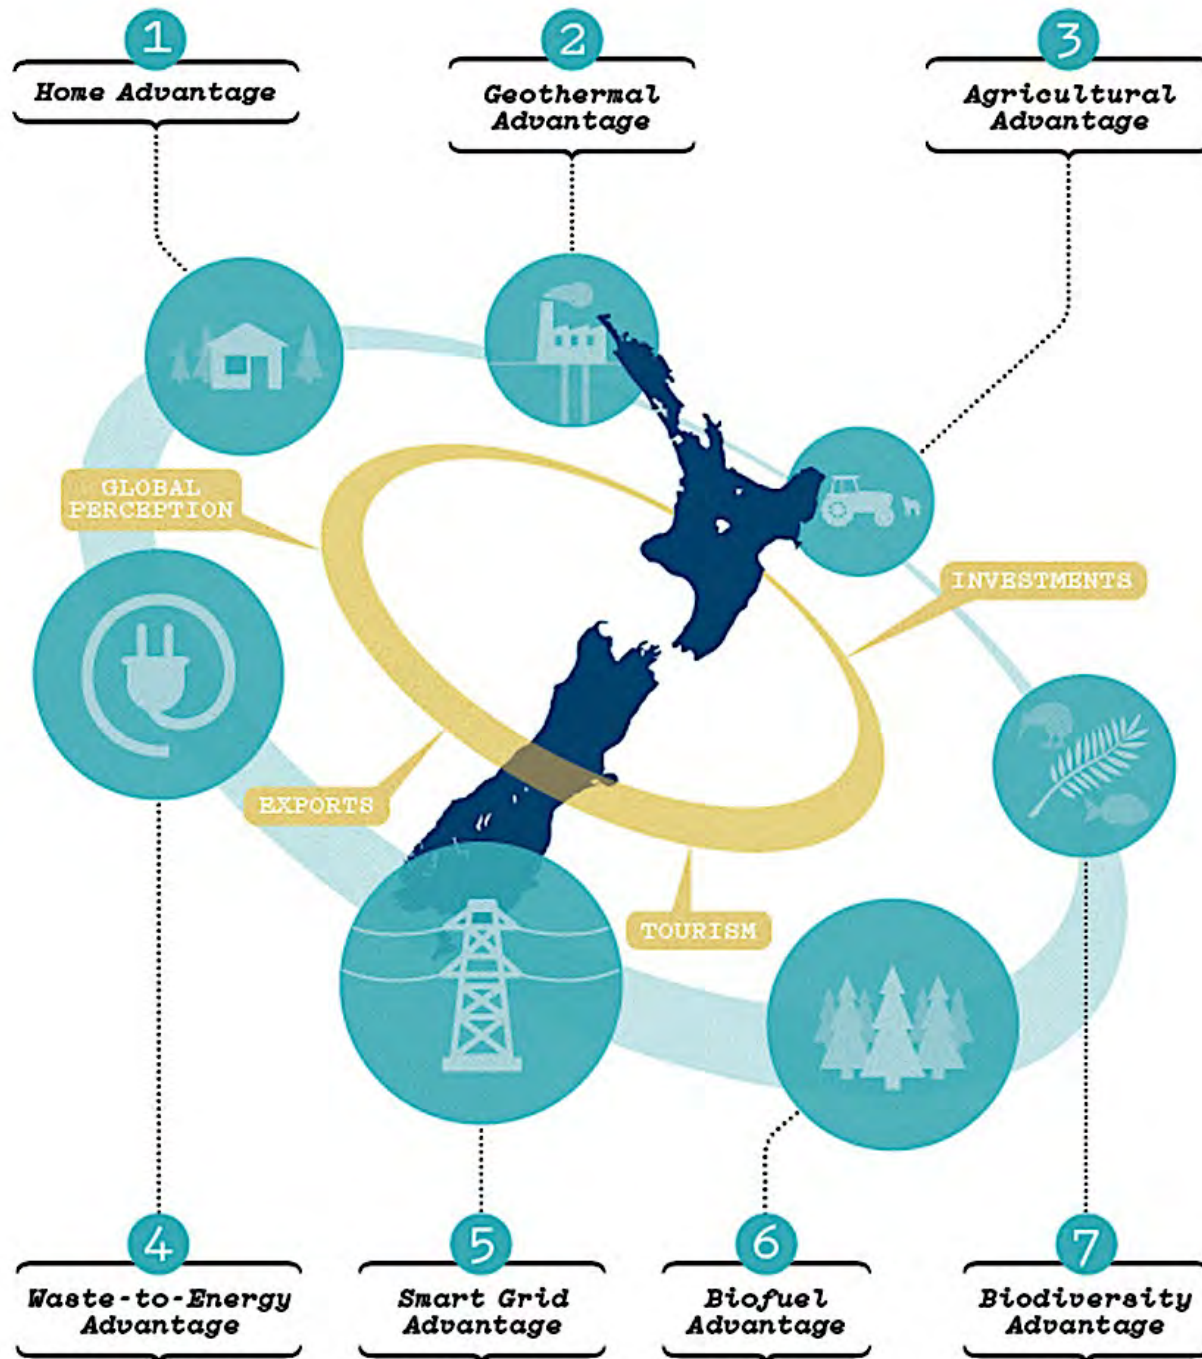 1
Home Advantage
2
Geothermal
Advantage
3
Agricultural
Advantage
GLOBAL
PERCEPTION
INVESTMENTS
EXPORTS
TOURISM
4
Waste-to-Energy
Advantage
5
Smart Grid
Advantage
6
Biofuel
Advantage
7
Biodiversity
Advantage